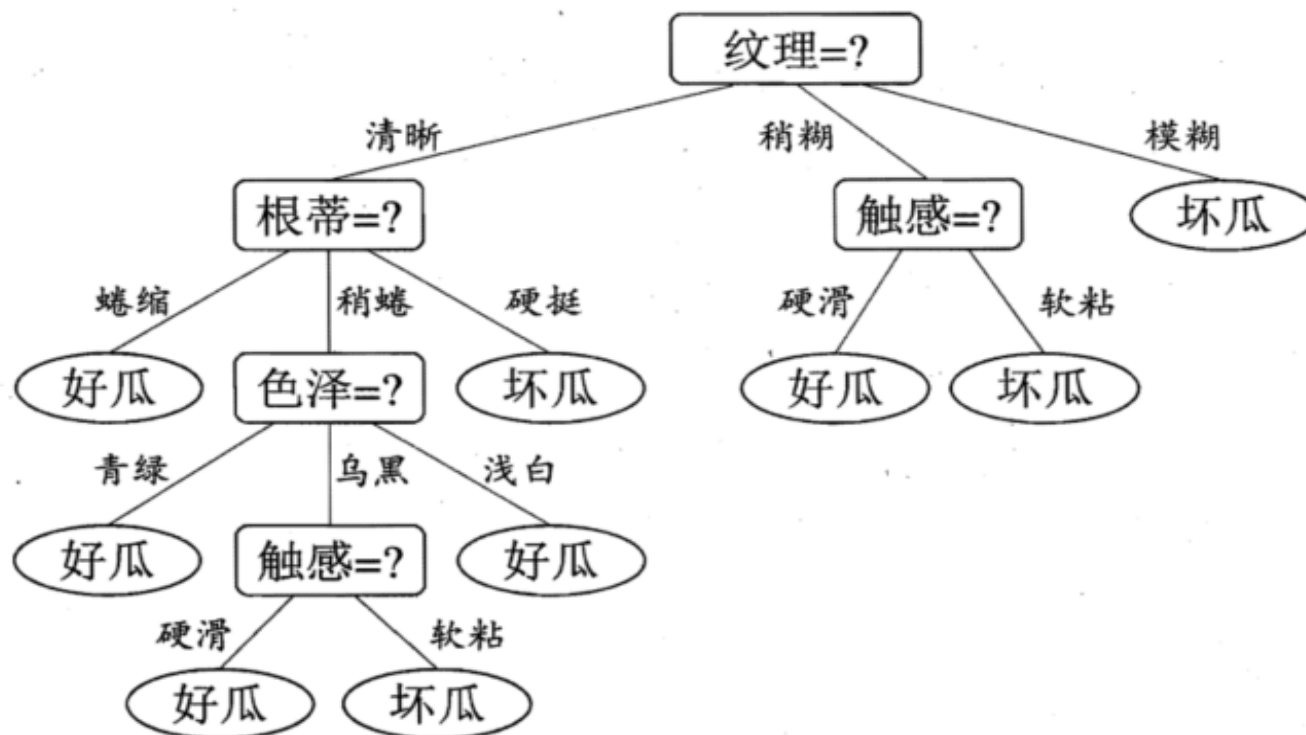 纹理=?
清晰 稍糊 模糊
根蒂=? 触感=? 坏瓜
蜷缩 稍蜷 硬挺 硬滑 软粘
好瓜 色泽=? 坏瓜 好瓜 坏瓜
青绿 乌黑 浅白
好瓜 触感=? 好瓜
硬滑 软粘
好瓜 坏瓜